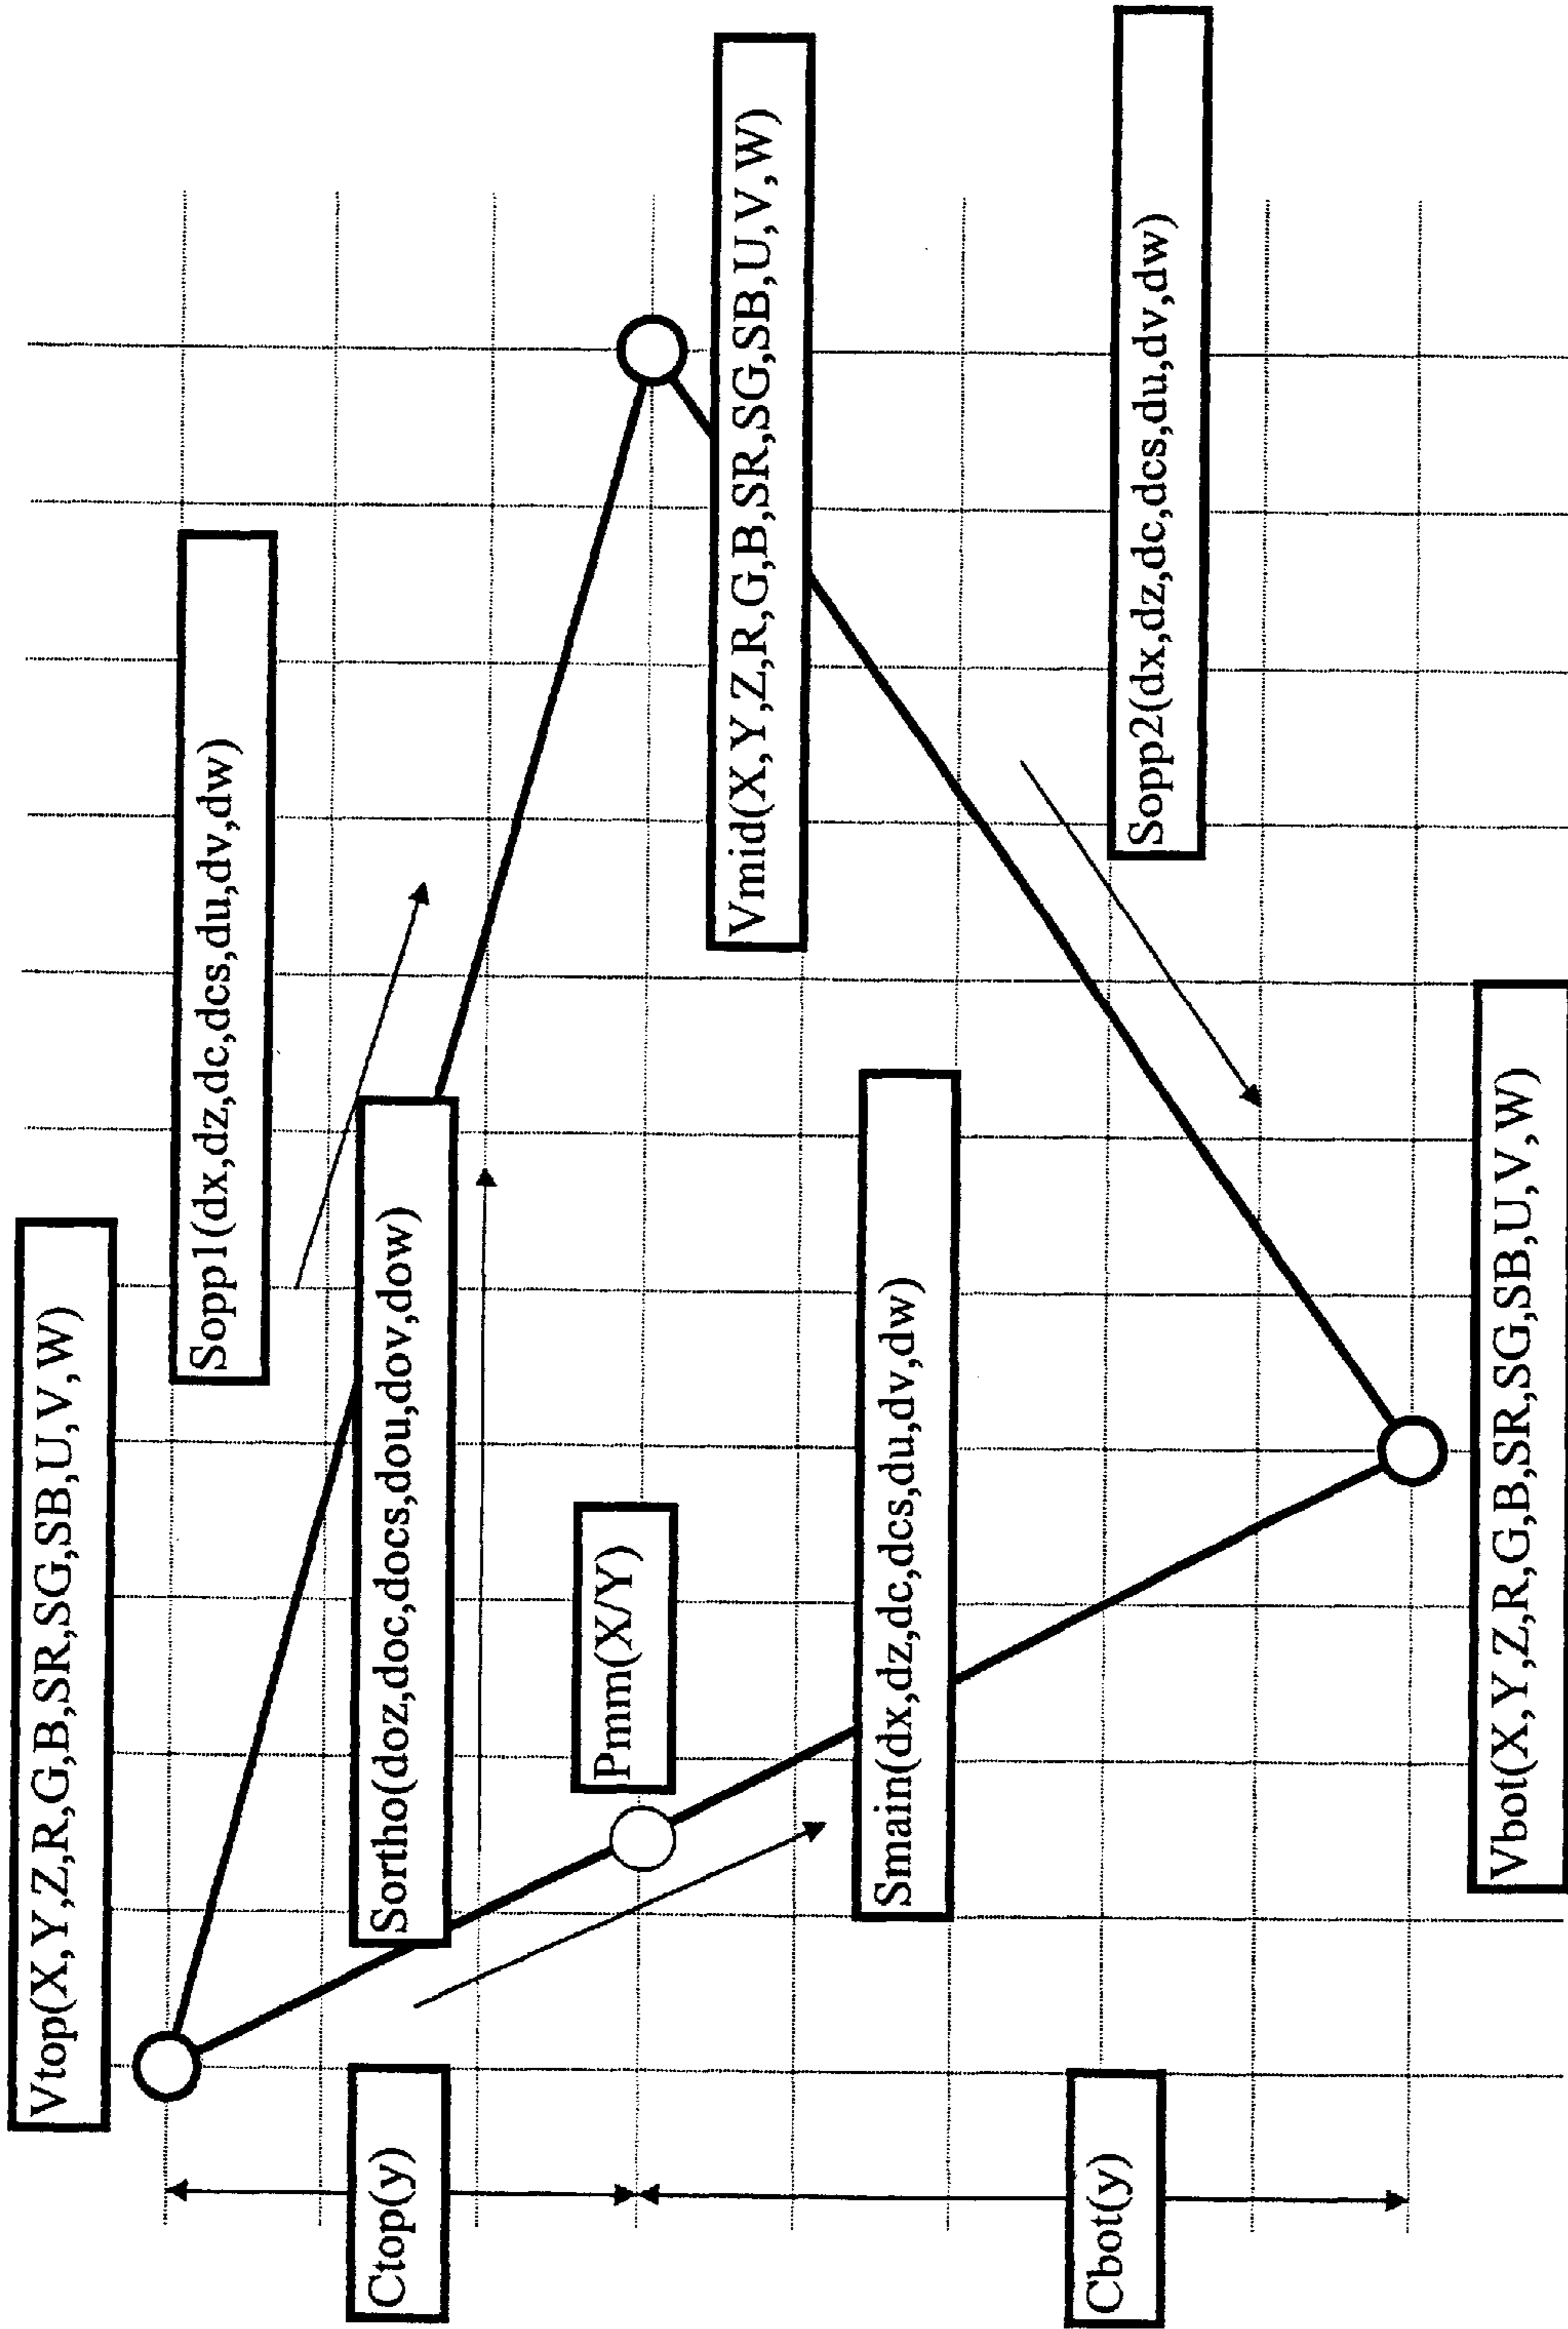 Vtop(X,Y,Z,R,G,B,SR,SG,SB,U,V,W)
Sopp1(dx,dz,dc,dcs,du,dv,dw)
Ctop(y)
Sortho(doz,doc,docs,dou,dov,dow)
Pmm(X/Y)
Vmid(X,Y,Z,R,G,B,SR,SG,SB,U,V,W)
Smain(dx,dz,dc,dcs,du,dv,dw)
Cbot(y)
Sopp2(dx,dz,dc,dcs,du,dv,dw)
Vbot(X,Y,Z,R,G,B,SR,SG,SB,U,V,W)